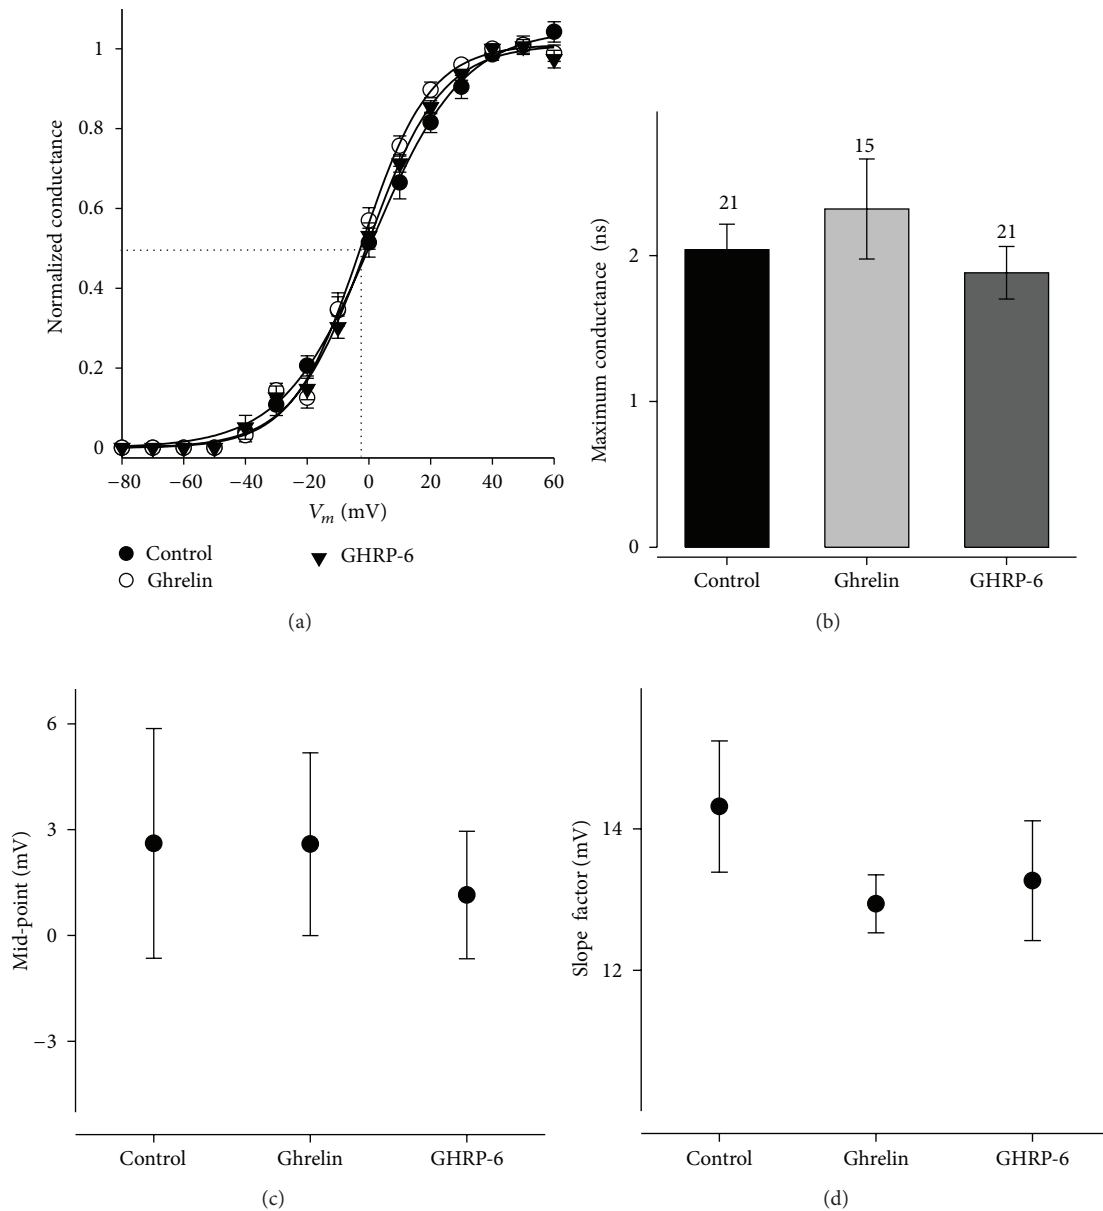 1
0.8
0.6
0.4
0.2
0
Normalized conductance
−80 −60 −40 −20 0 20 40 60
V_m (mV)
Control
Ghrelin
GHRP-6
(a)
2
1
0
Maximum conductance (ns)
21
15
21
Control Ghrelin GHRP-6
(b)
6
3
0
−3
Mid-point (mV)
Control Ghrelin GHRP-6
(c)
14
12
Slope factor (mV)
Control Ghrelin GHRP-6
(d)